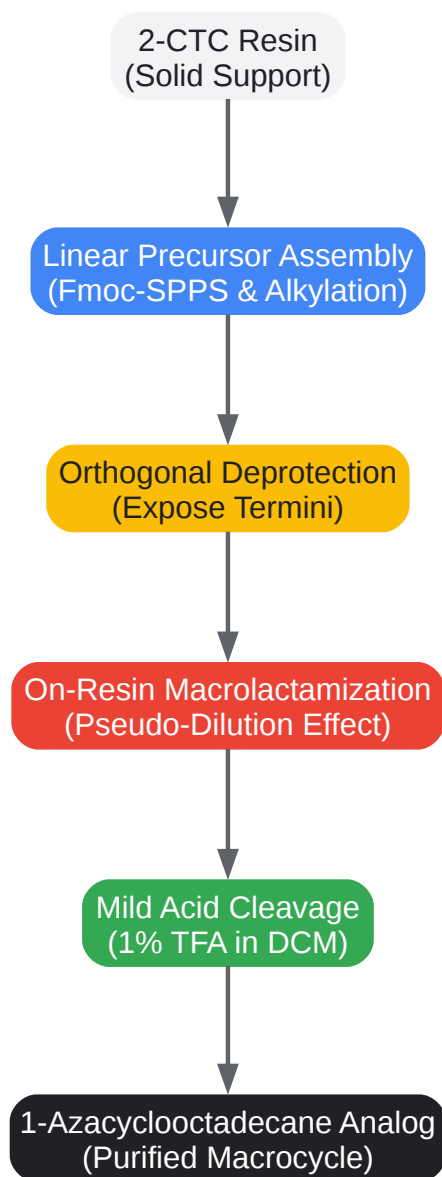 2-CTC Resin
(Solid Support)
Linear Precursor Assembly
(Fmoc-SPPS & Alkylation)
Orthogonal Deprotection
(Expose Termini)
On-Resin Macrolactamization
(Pseudo-Dilution Effect)
Mild Acid Cleavage
(1% TFA in DCM)
1-Azacyclooctadecane Analog
(Purified Macrocycle)